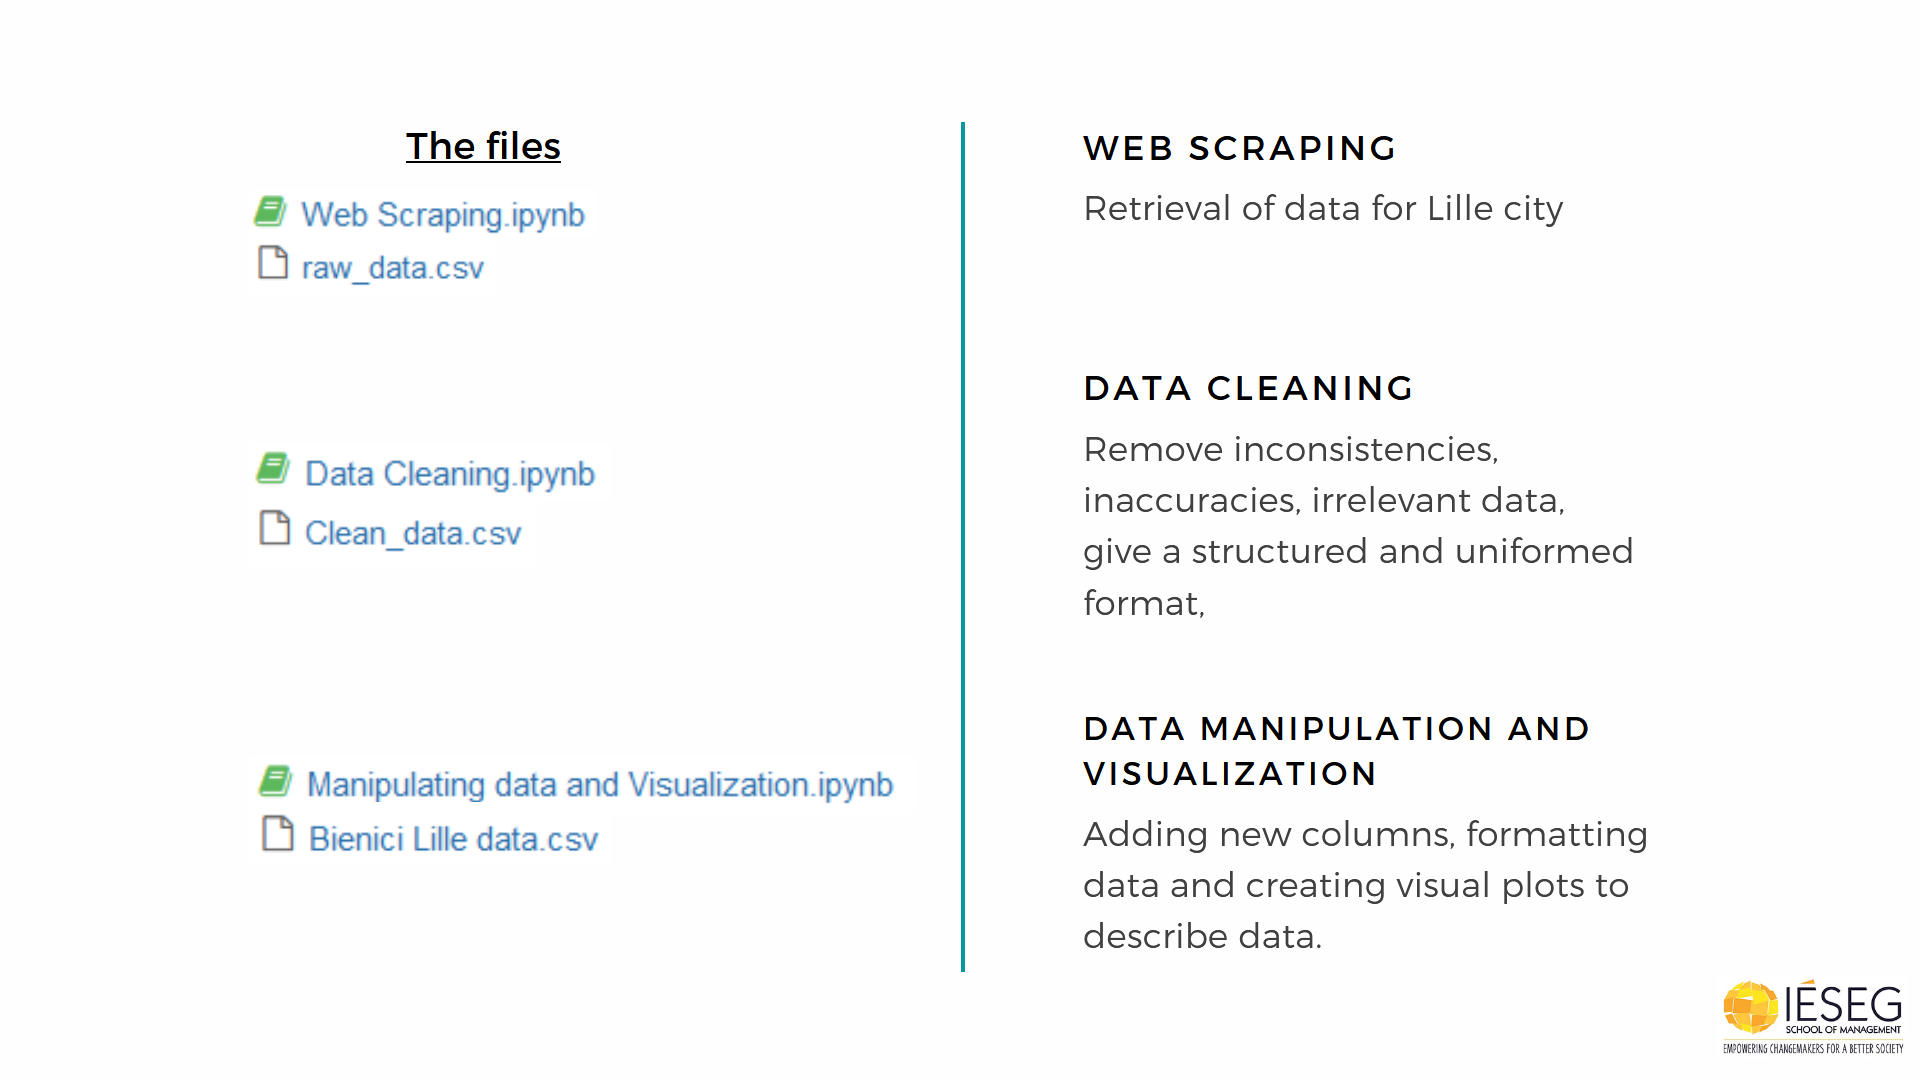 The files
Web Scraping.ipynb
raw_data.csv
Data Cleaning.ipynb
Clean_data.csv
Manipulating data and Visualization.ipynb
Bienici Lille data.csv
WEB SCRAPING
Retrieval of data for Lille city
DATA CLEANING
Remove inconsistencies,
inaccuracies, irrelevant data,
give a structured and uniformed
format,
DATA MANIPULATION AND
VISUALIZATION
Adding new columns, formatting
data and creating visual plots to
describe data.
IÉSEG
SCHOOL OF MANAGEMENT
EMPOWERING CHANGEMAKERS FOR A BETTER SOCIETY